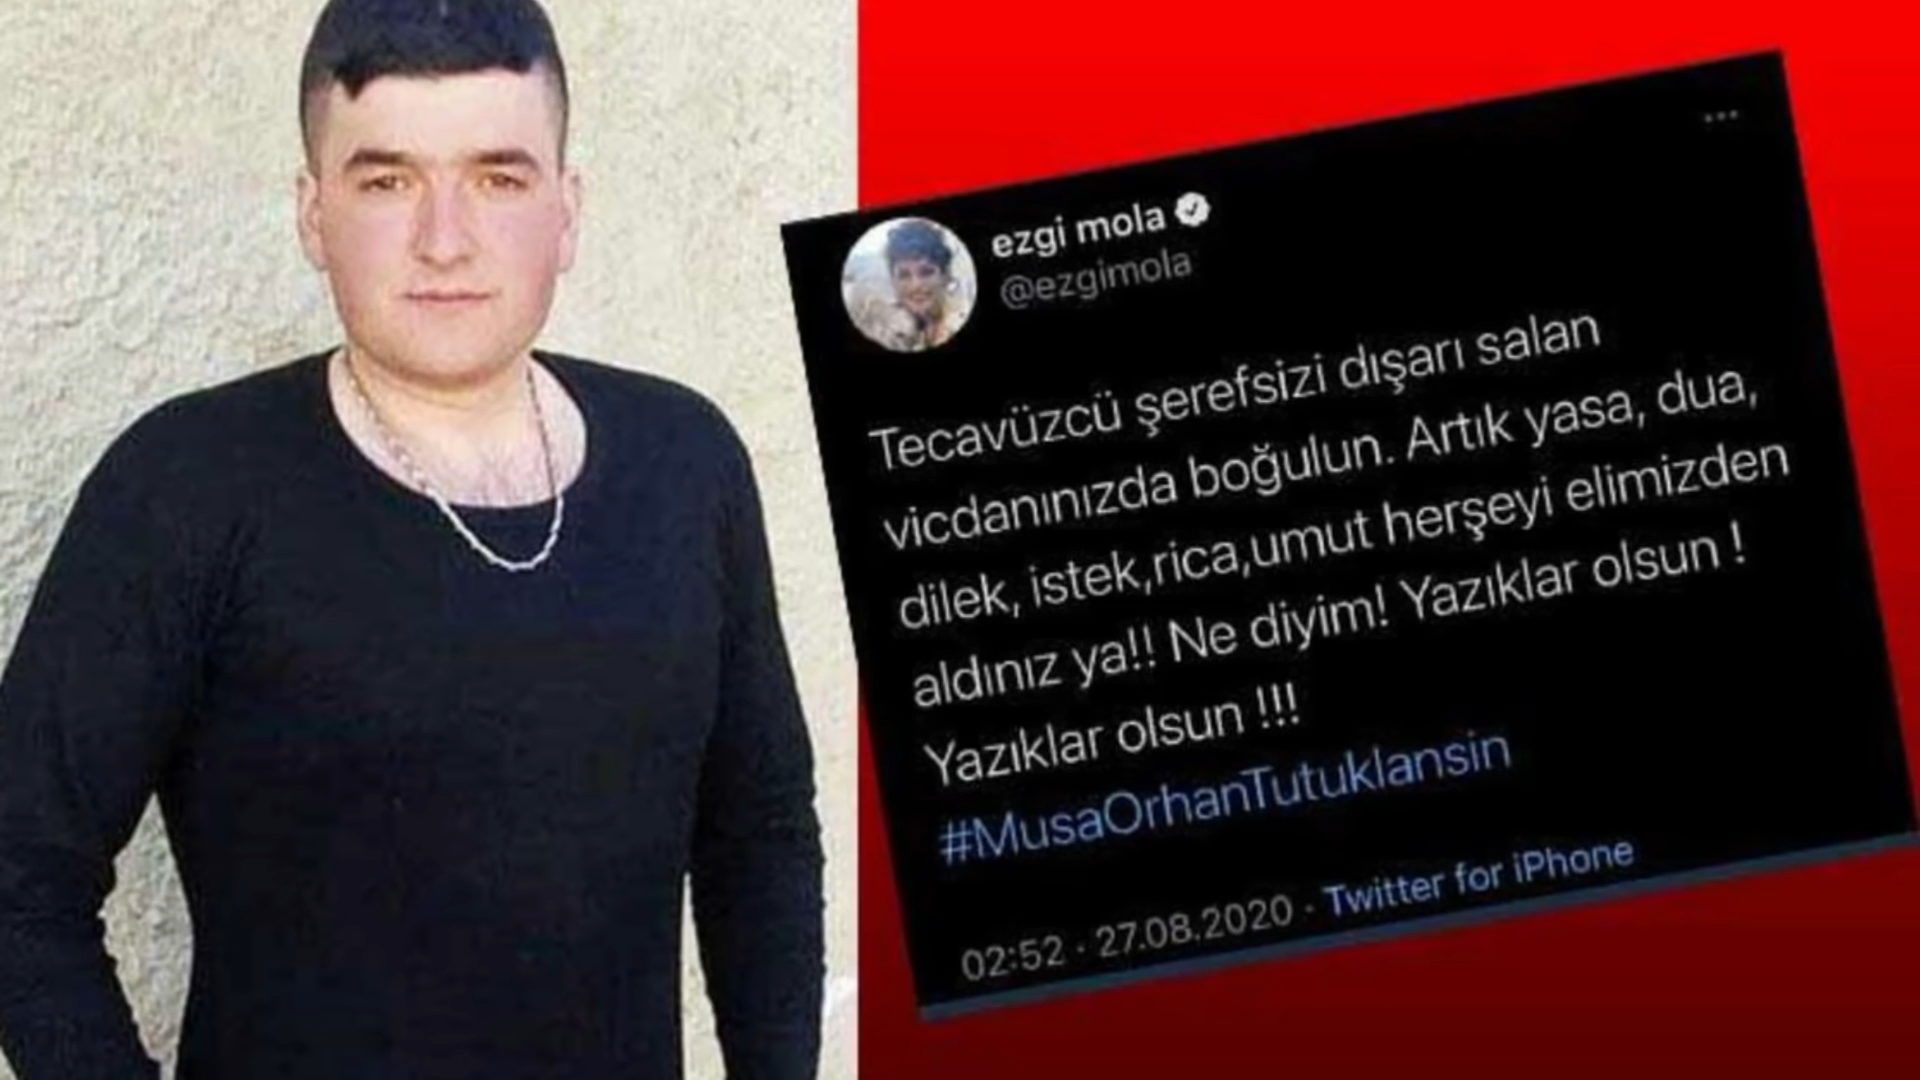 ezgi mola
@ezgimola
Tecavüzcü şerefsizi dışarı salan
vicdanınızda boğulun. Artık yasa, dua,
dilek, istek,rica,umut herşeyi elimizden
aldınız ya!! Ne diyim! Yazıklar olsun !
Yazıklar olsun !!!
#MusaOrhanTutuklansin
02:52 · 27.08.2020 · Twitter for iPhone